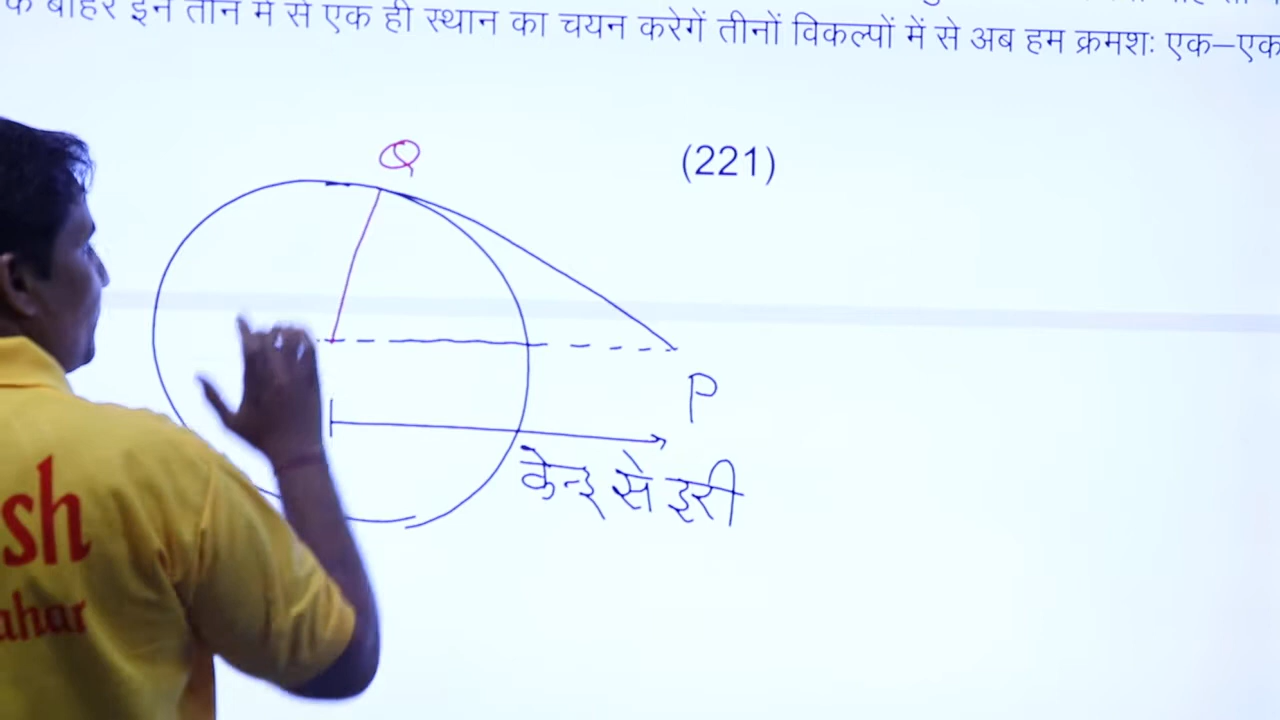 के बाहर इन तीन में से एक ही स्थान का चयन करेगें तीनों विकल्पों में से अब हम क्रमशः एक–एक
Q
(221)
P
केन्द्र से दूरी
sh
ahar